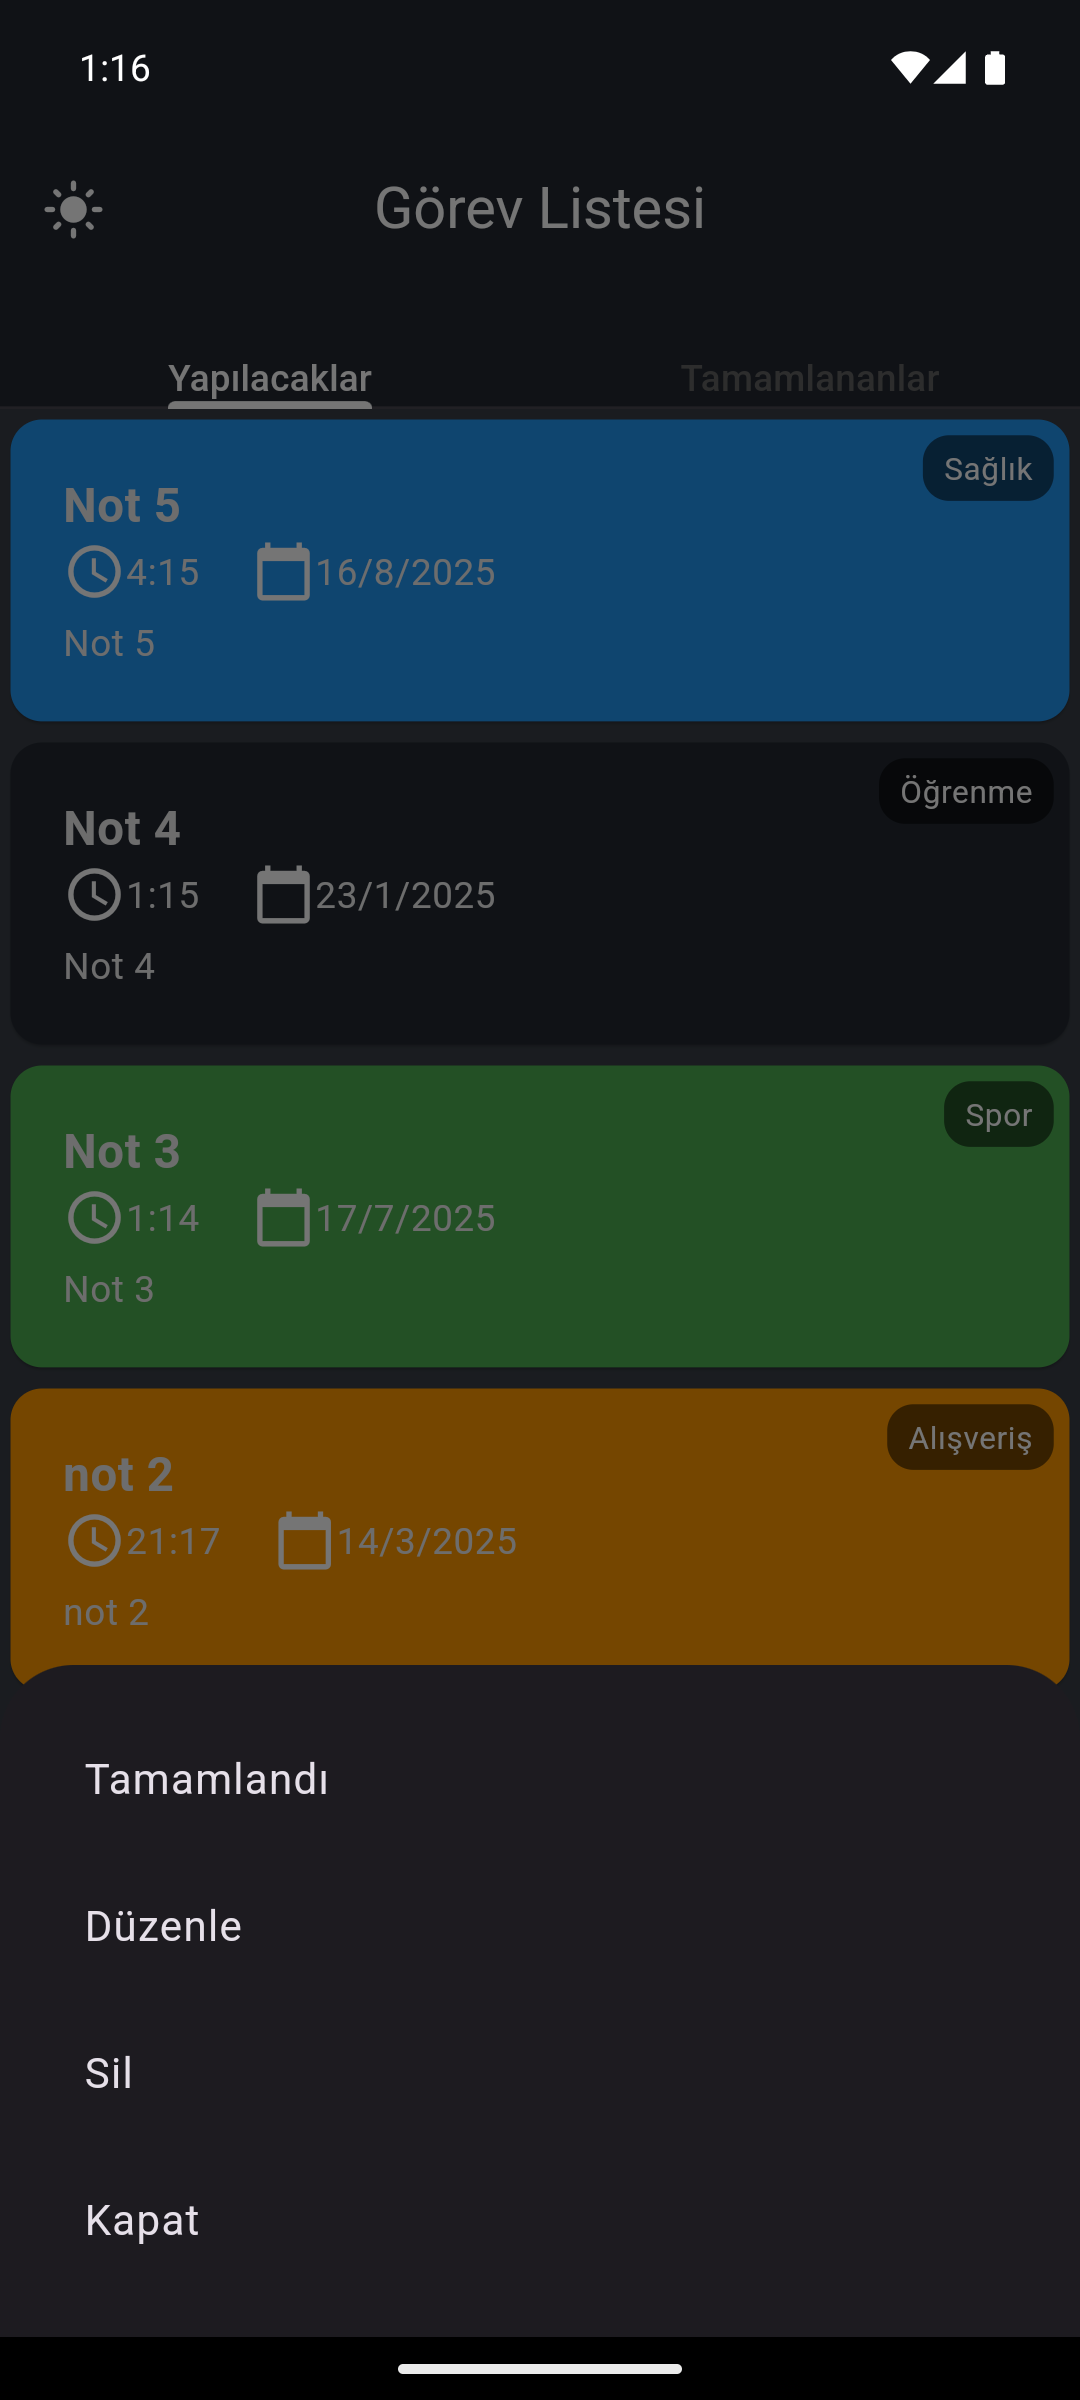 1:16
Görev Listesi
Yapılacaklar
Tamamlananlar
Sağlık
Not 5
4:15 16/8/2025
Not 5
Öğrenme
Not 4
1:15 23/1/2025
Not 4
Spor
Not 3
1:14 17/7/2025
Not 3
Alışveriş
not 2
21:17 14/3/2025
not 2
Tamamlandı
Düzenle
Sil
Kapat